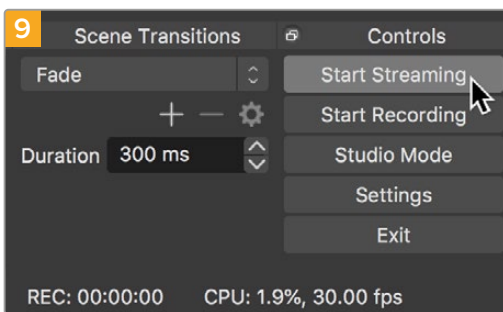 9
Scene Transitions
Controls
Fade
Start Streaming
Start Recording
Duration 300 ms
Studio Mode
Settings
Exit
REC: 00:00:00 CPU: 1.9%, 30.00 fps